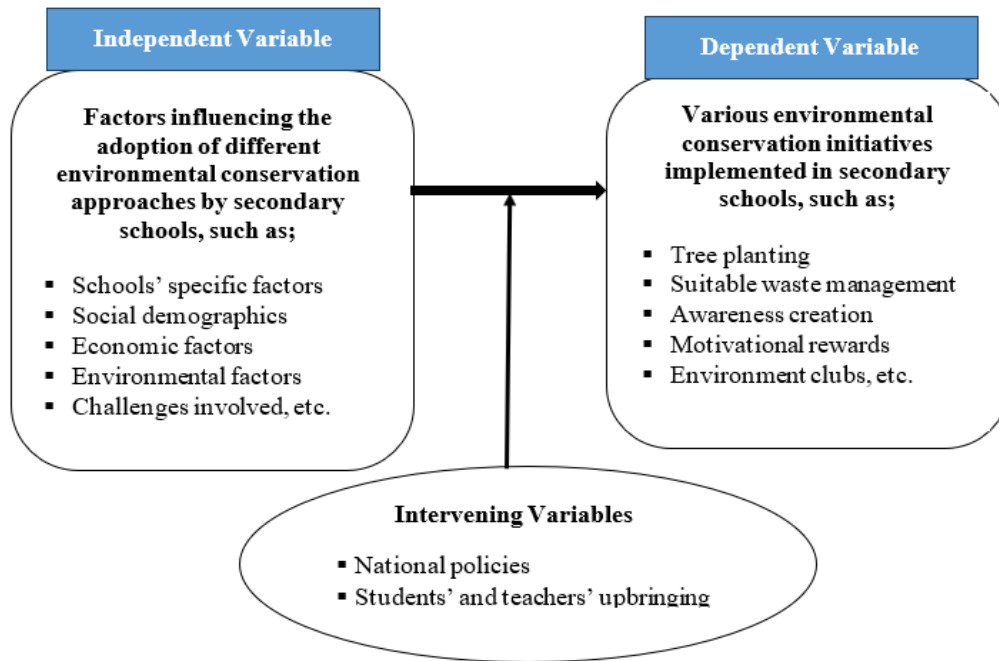 Independent Variable
Factors influencing the
adoption of different
environmental conservation
approaches by secondary
schools, such as;
▪ Schools’ specific factors
▪ Social demographics
▪ Economic factors
▪ Environmental factors
▪ Challenges involved, etc.
Dependent Variable
Various environmental
conservation initiatives
implemented in secondary
schools, such as;
▪ Tree planting
▪ Suitable waste management
▪ Awareness creation
▪ Motivational rewards
▪ Environment clubs, etc.
Intervening Variables
▪ National policies
▪ Students’ and teachers’ upbringing